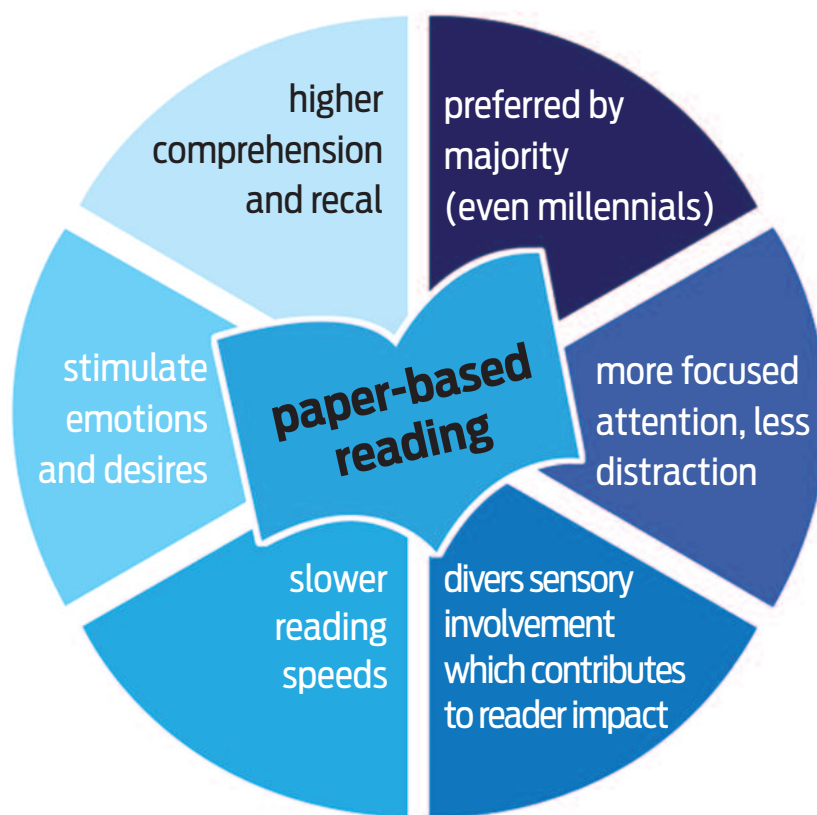 higher
comprehension
and recal
preferred by
majority
(even millennials)
stimulate
emotions
and desires
paper-based
reading
more focused
attention, less
distraction
slower
reading
speeds
divers sensory
involvement
which contributes
to reader impact